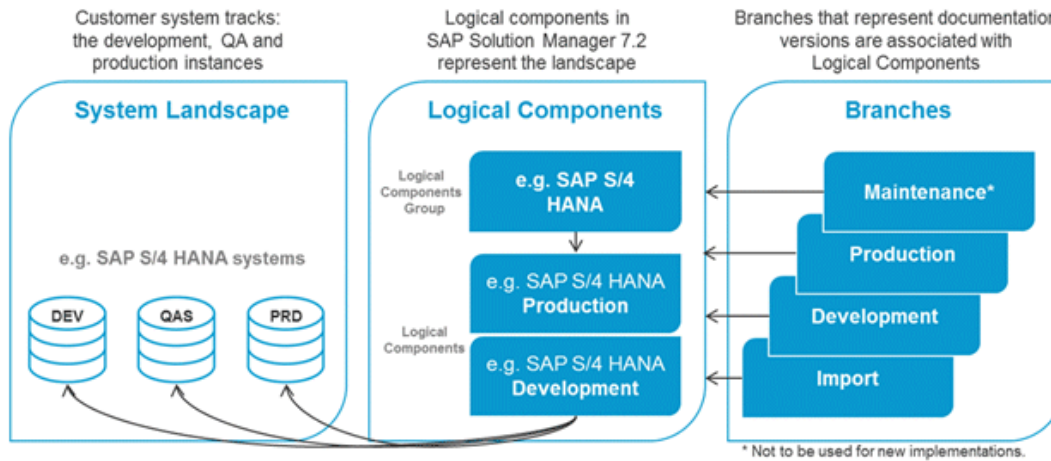 Customer system tracks:
the development, QA and
production instances
System Landscape
e.g. SAP S/4 HANA systems
DEV
QAS
PRD
Logical components in
SAP Solution Manager 7.2
represent the landscape
Logical Components
Logical
Components
Group
e.g. SAP S/4
HANA
Logical
Components
e.g. SAP S/4 HANA
Production
e.g. SAP S/4 HANA
Development
Branches that represent documentation
versions are associated with
Logical Components
Branches
Maintenance*
Production
Development
Import
* Not to be used for new implementations.